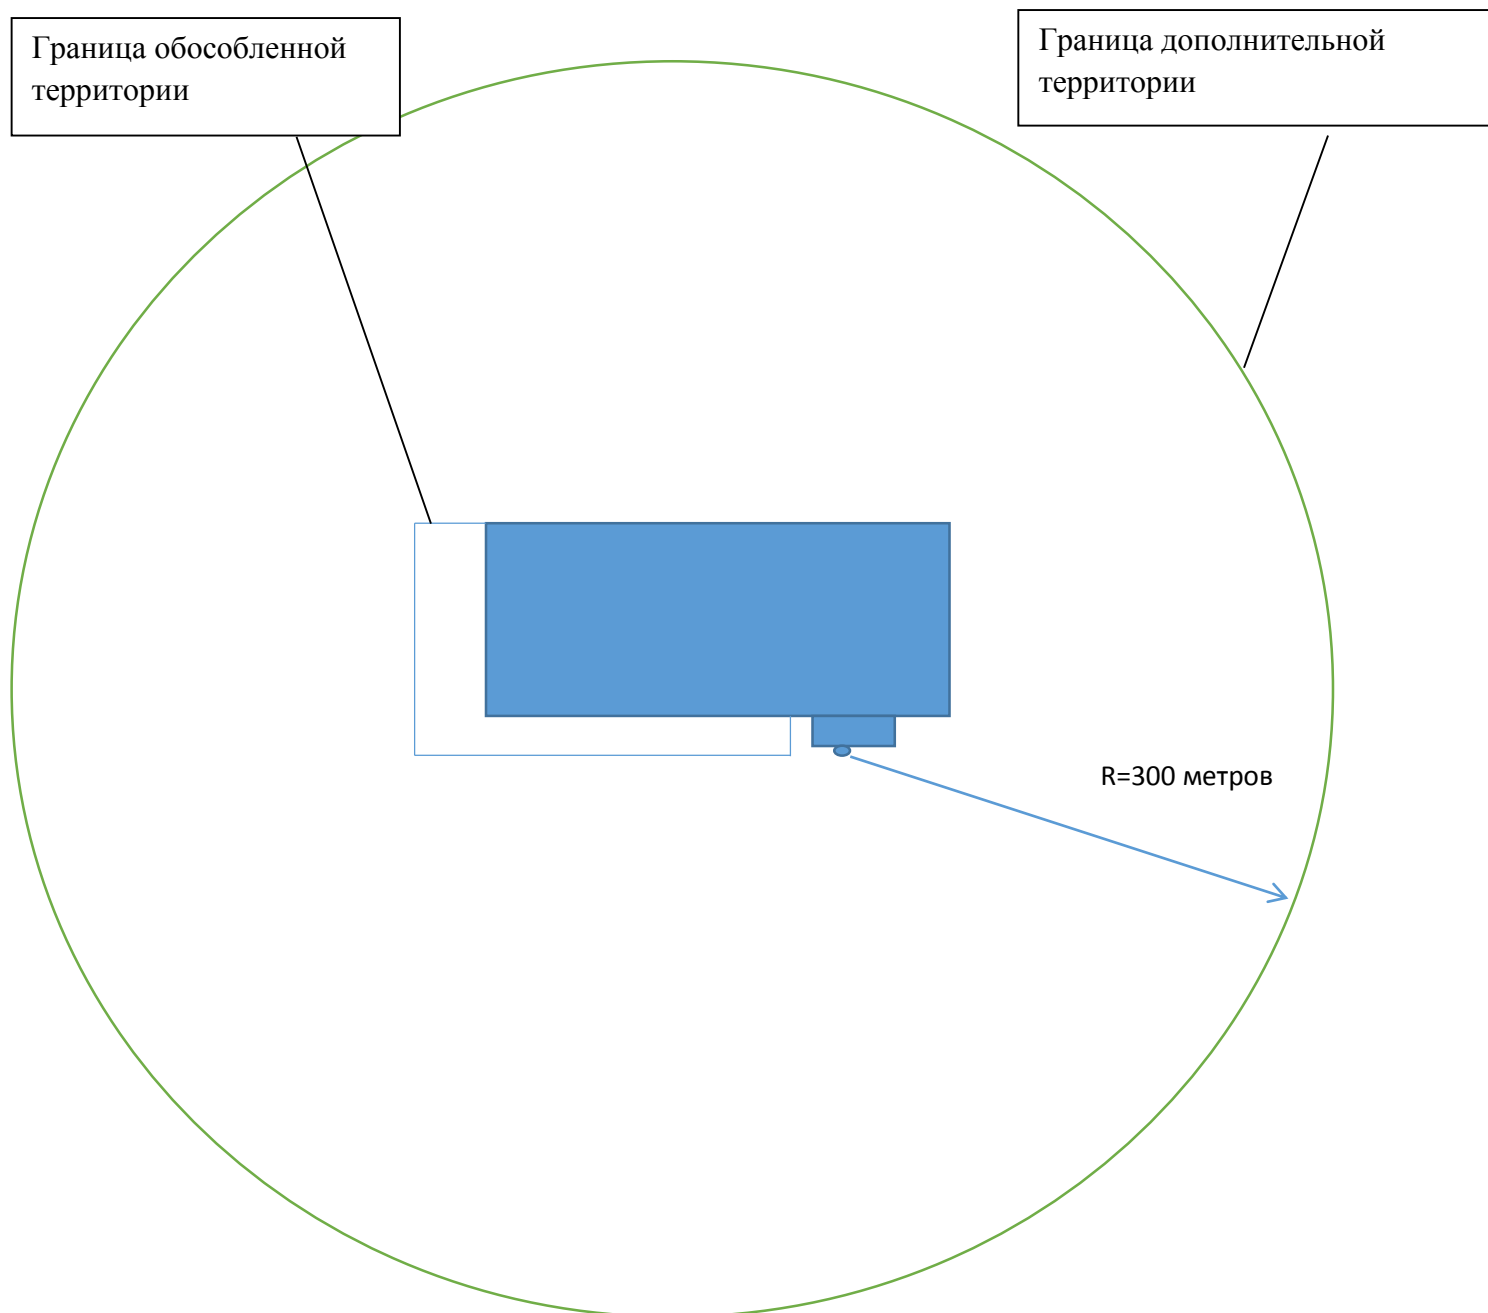 Граница обособленной
территории
Граница дополнительной
территории
R=300 метров